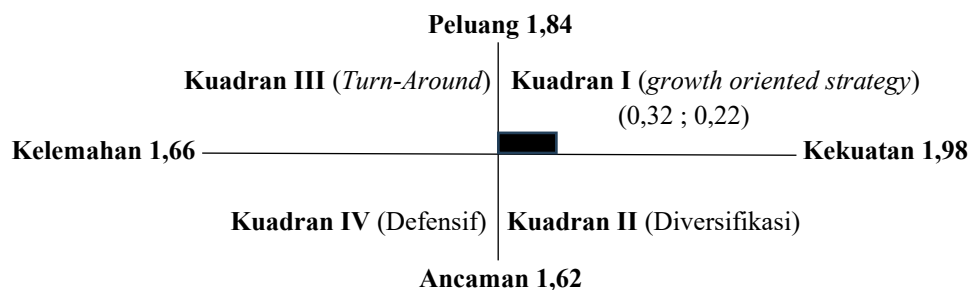 Peluang 1,84
Kuadran III (Turn-Around)
Kuadran I (growth oriented strategy)
(0,32 ; 0,22)
Kelemahan 1,66
Kekuatan 1,98
Kuadran IV (Defensif)
Kuadran II (Diversifikasi)
Ancaman 1,62